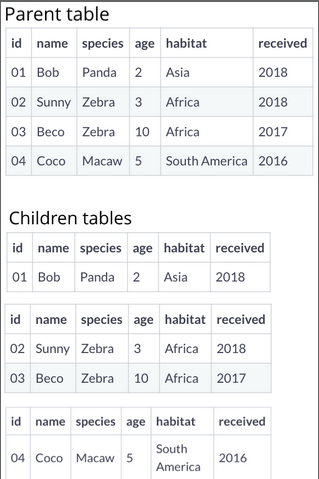 Parent table
id name species age habitat received
01 Bob Panda 2 Asia 2018
02 Sunny Zebra 3 Africa 2018
03 Beco Zebra 10 Africa 2017
04 Coco Macaw 5 South America 2016
Children tables
id name species age habitat received
01 Bob Panda 2 Asia 2018
id name species age habitat received
02 Sunny Zebra 3 Africa 2018
03 Beco Zebra 10 Africa 2017
id name species age habitat received
04 Coco Macaw 5 South America 2016